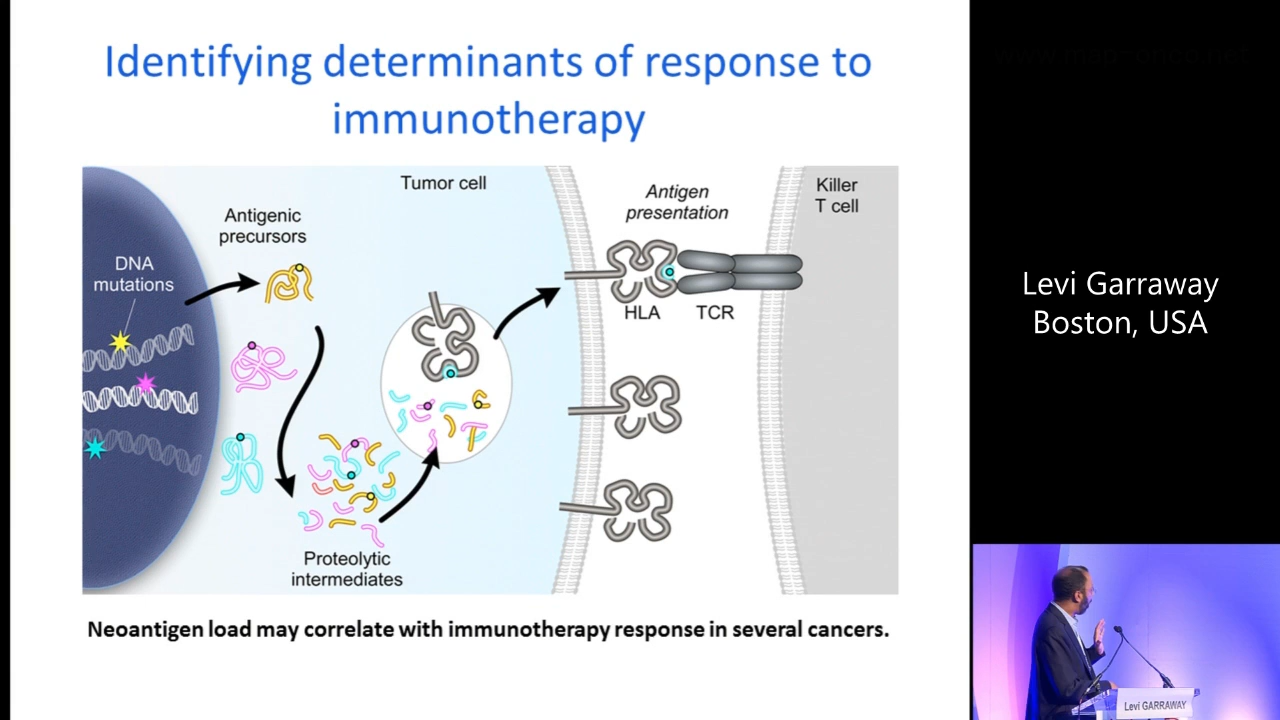 Identifying determinants of response to
immunotherapy
Tumor cell
Antigen
presentation
Killer
T cell
Antigenic
precursors
DNA
mutations
HLA
TCR
Proteolytic
intermediates
Neoantigen load may correlate with immunotherapy response in several cancers.
Levi Garraway
Boston, USA
Levi GARRAWAY